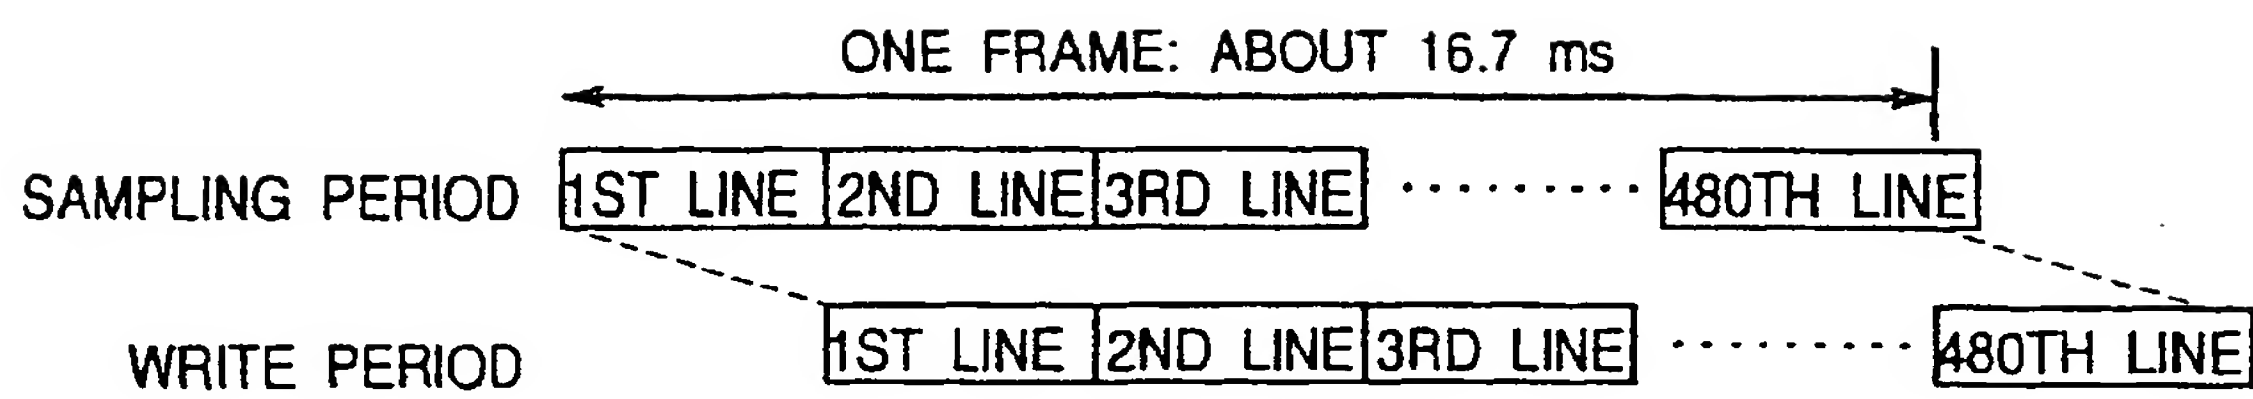 ONE FRAME: ABOUT 16.7 ms
SAMPLING PERIOD 1ST LINE 2ND LINE 3RD LINE ......... 480TH LINE
WRITE PERIOD 1ST LINE 2ND LINE 3RD LINE ......... 480TH LINE